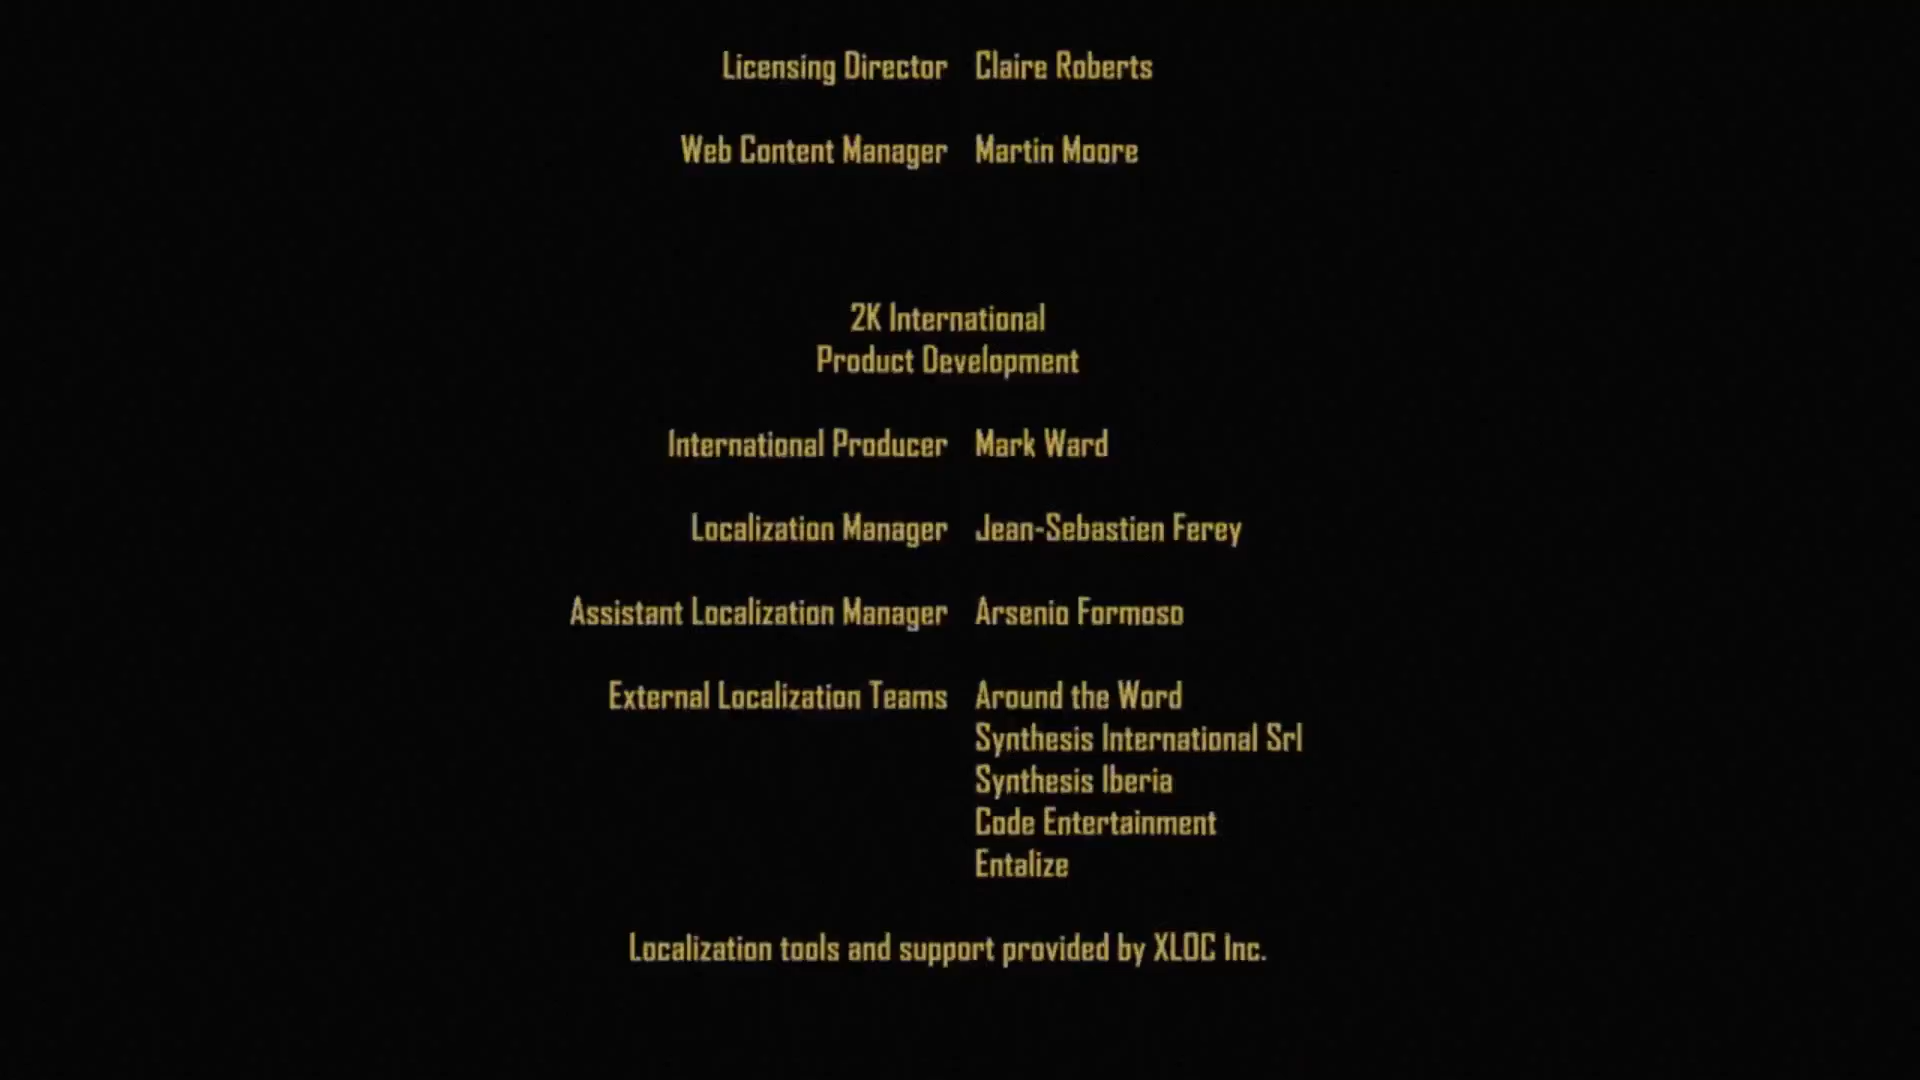 Licensing Director Claire Roberts
Web Content Manager Martin Moore
2K International
Product Development
International Producer Mark Ward
Localization Manager Jean-Sebastien Ferey
Assistant Localization Manager Arsenio Formoso
External Localization Teams Around the Word
Synthesis International Srl
Synthesis Iberia
Code Entertainment
Entalize
Localization tools and support provided by XLOC Inc.